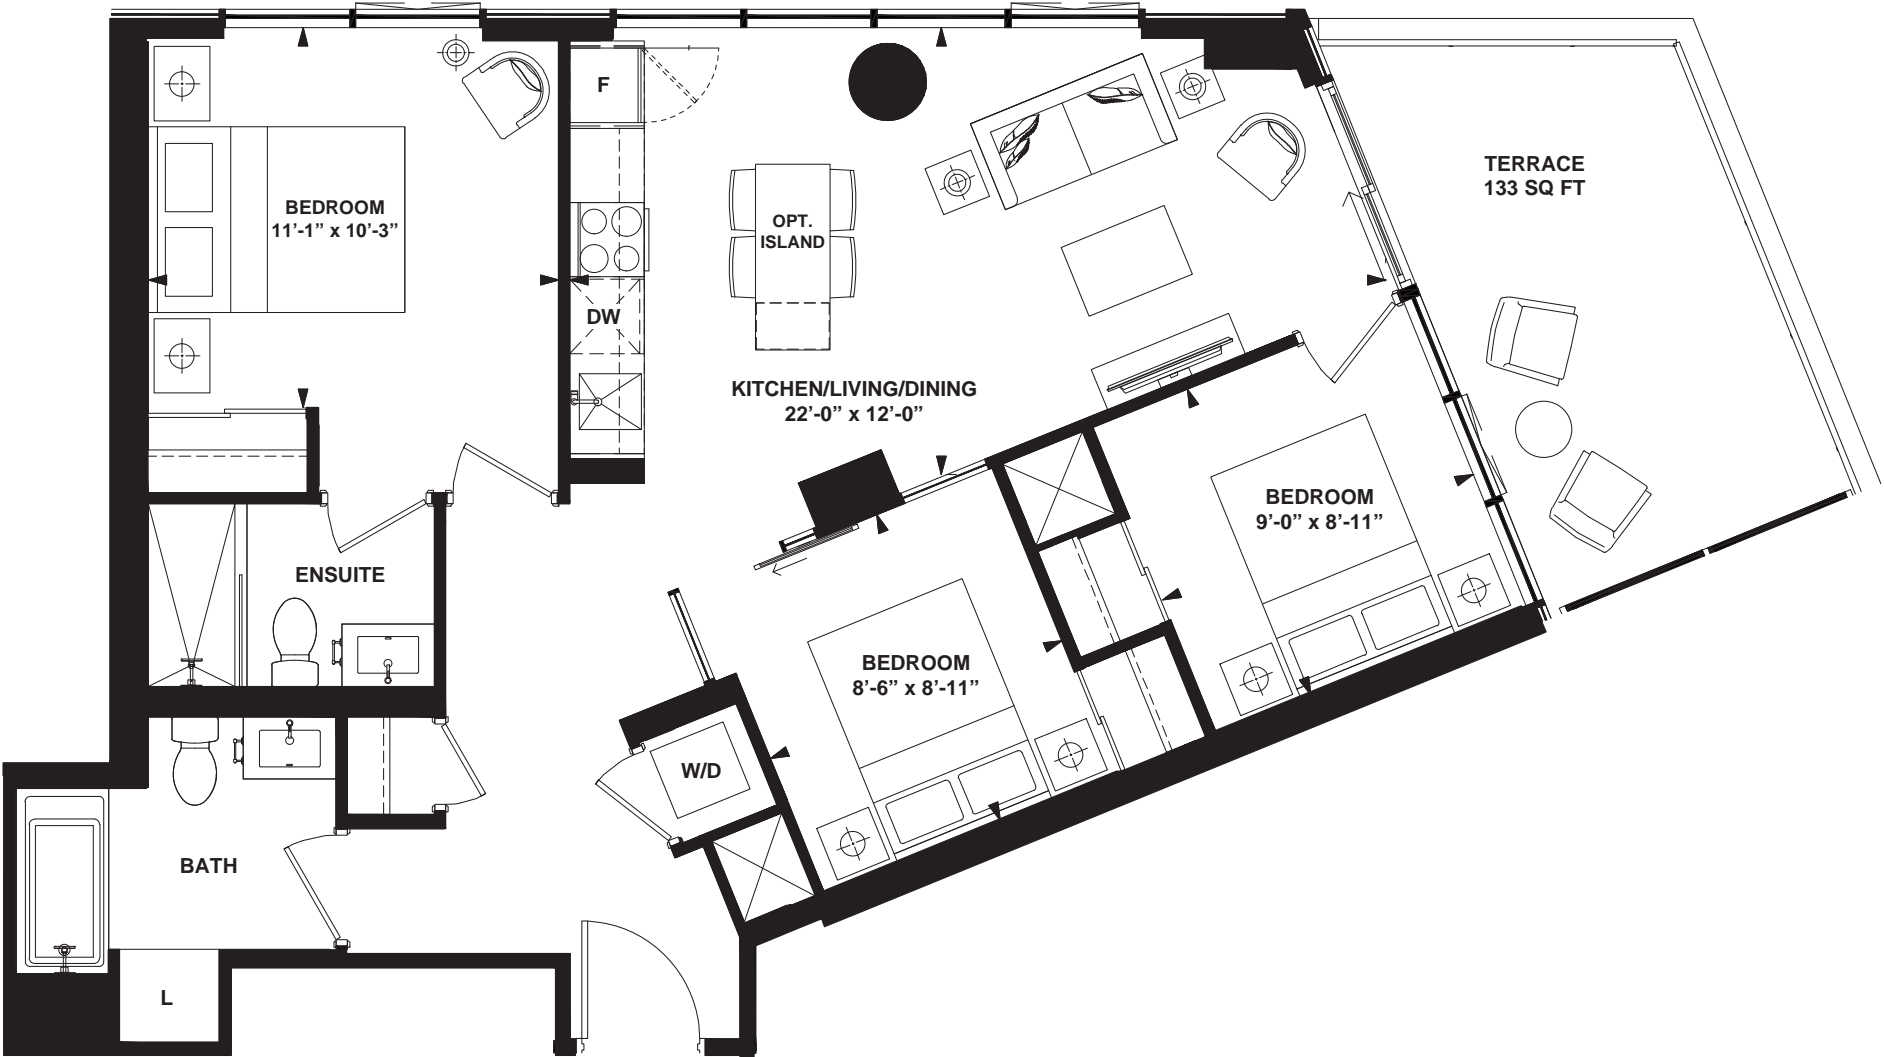 F
TERRACE
133 SQ FT
BEDROOM
11’-1” x 10’-3”
OPT.
ISLAND
DW
KITCHEN/LIVING/DINING
22’-0” x 12’-0”
BEDROOM
9’-0” x 8’-11”
ENSUITE
BEDROOM
8’-6” x 8’-11”
W/D
BATH
L